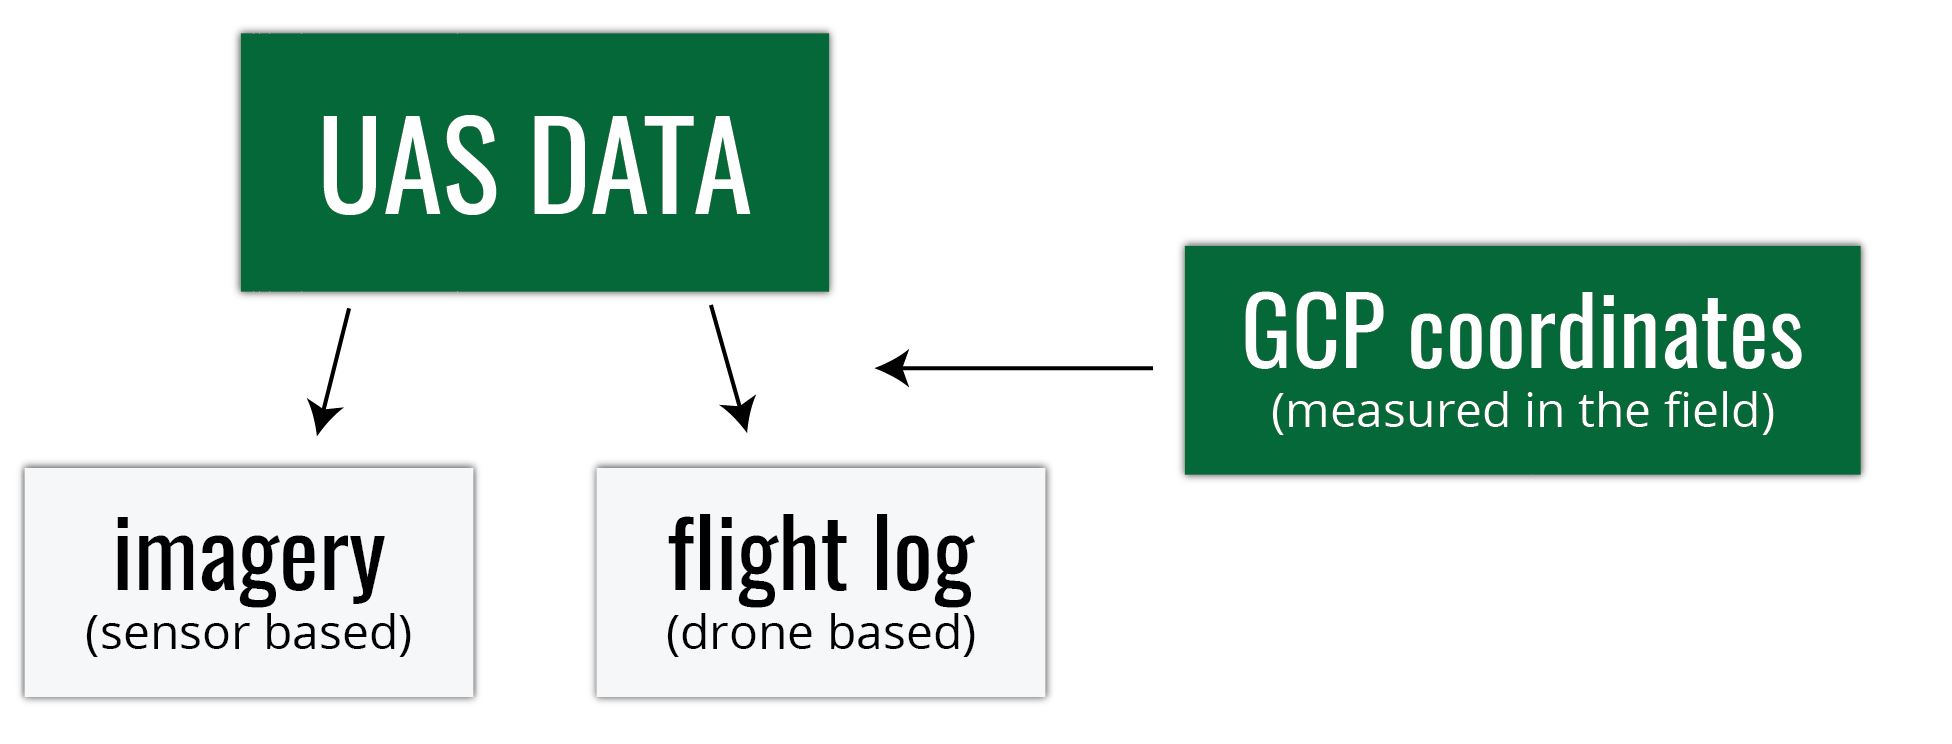 UAS DATA
GCP coordinates
(measured in the field)
imagery
(sensor based)
flight log
(drone based)